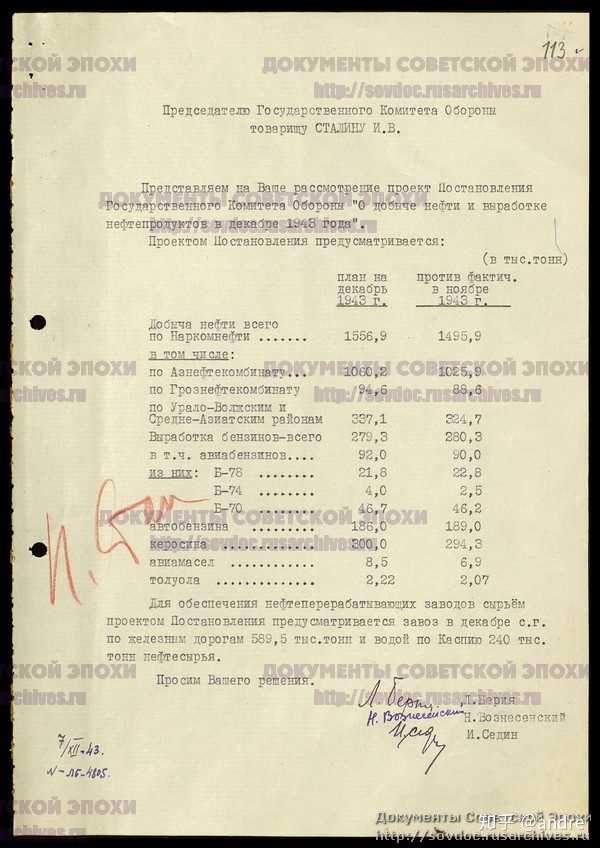 113
Председателю Государственного Комитета Обороны
товарищу СТАЛИНУ И.В.
Представляем на Ваше рассмотрение проект Постановления
Государственного Комитета Обороны "О добыче нефти и выработке
нефтепродуктов в декабре 1943 года".
Проектом Постановления предусматривается:
(в тыс.тонн)
план на декабрь 1943 г. против фактич. в ноябре 1943 г.
Добыча нефти всего
по Наркомнефти ....... 1556,9 1495,9
в том числе:
по Азнефтекомбинату... 1060,2 1025,9
по Грознефтекомбинату 94,6 88,6
по Урало-Волжским и
Средне-Азиатским районам 337,1 324,7
Выработка бензинов-всего 279,3 280,3
в т.ч. авиабензинов.... 92,0 90,0
из них: Б-78 ........ 21,8 22,8
Б-74 ........ 4,0 2,5
Б-70 ........ 46,7 46,2
автобензина ......... 186,0 189,0
керосина ............. 300,0 294,3
авиамасел ............ 8,5 6,9
толуола ............. 2,22 2,07
И. Стал
Для обеспечения нефтеперерабатывающих заводов сырьём
проектом Постановления предусматривается завоз в декабре с.г.
по железным дорогам 589,5 тыс.тонн и водой по Каспию 240 тыс.
тонн нефтесырья.
Просим Вашего решения.
Л. Берия Л.Берия
Н. Вознесенский Н.Вознесенский
И.Седин
7/XII-43.
N-ЛБ-4805.
ДОКУМЕНТЫ СОВЕТСКОЙ ЭПОХИ
http://sovdoc.rusarchives.ru
Документы Советской Эпохи
http://sovdoc.rusarchives.ru
知乎 @andre